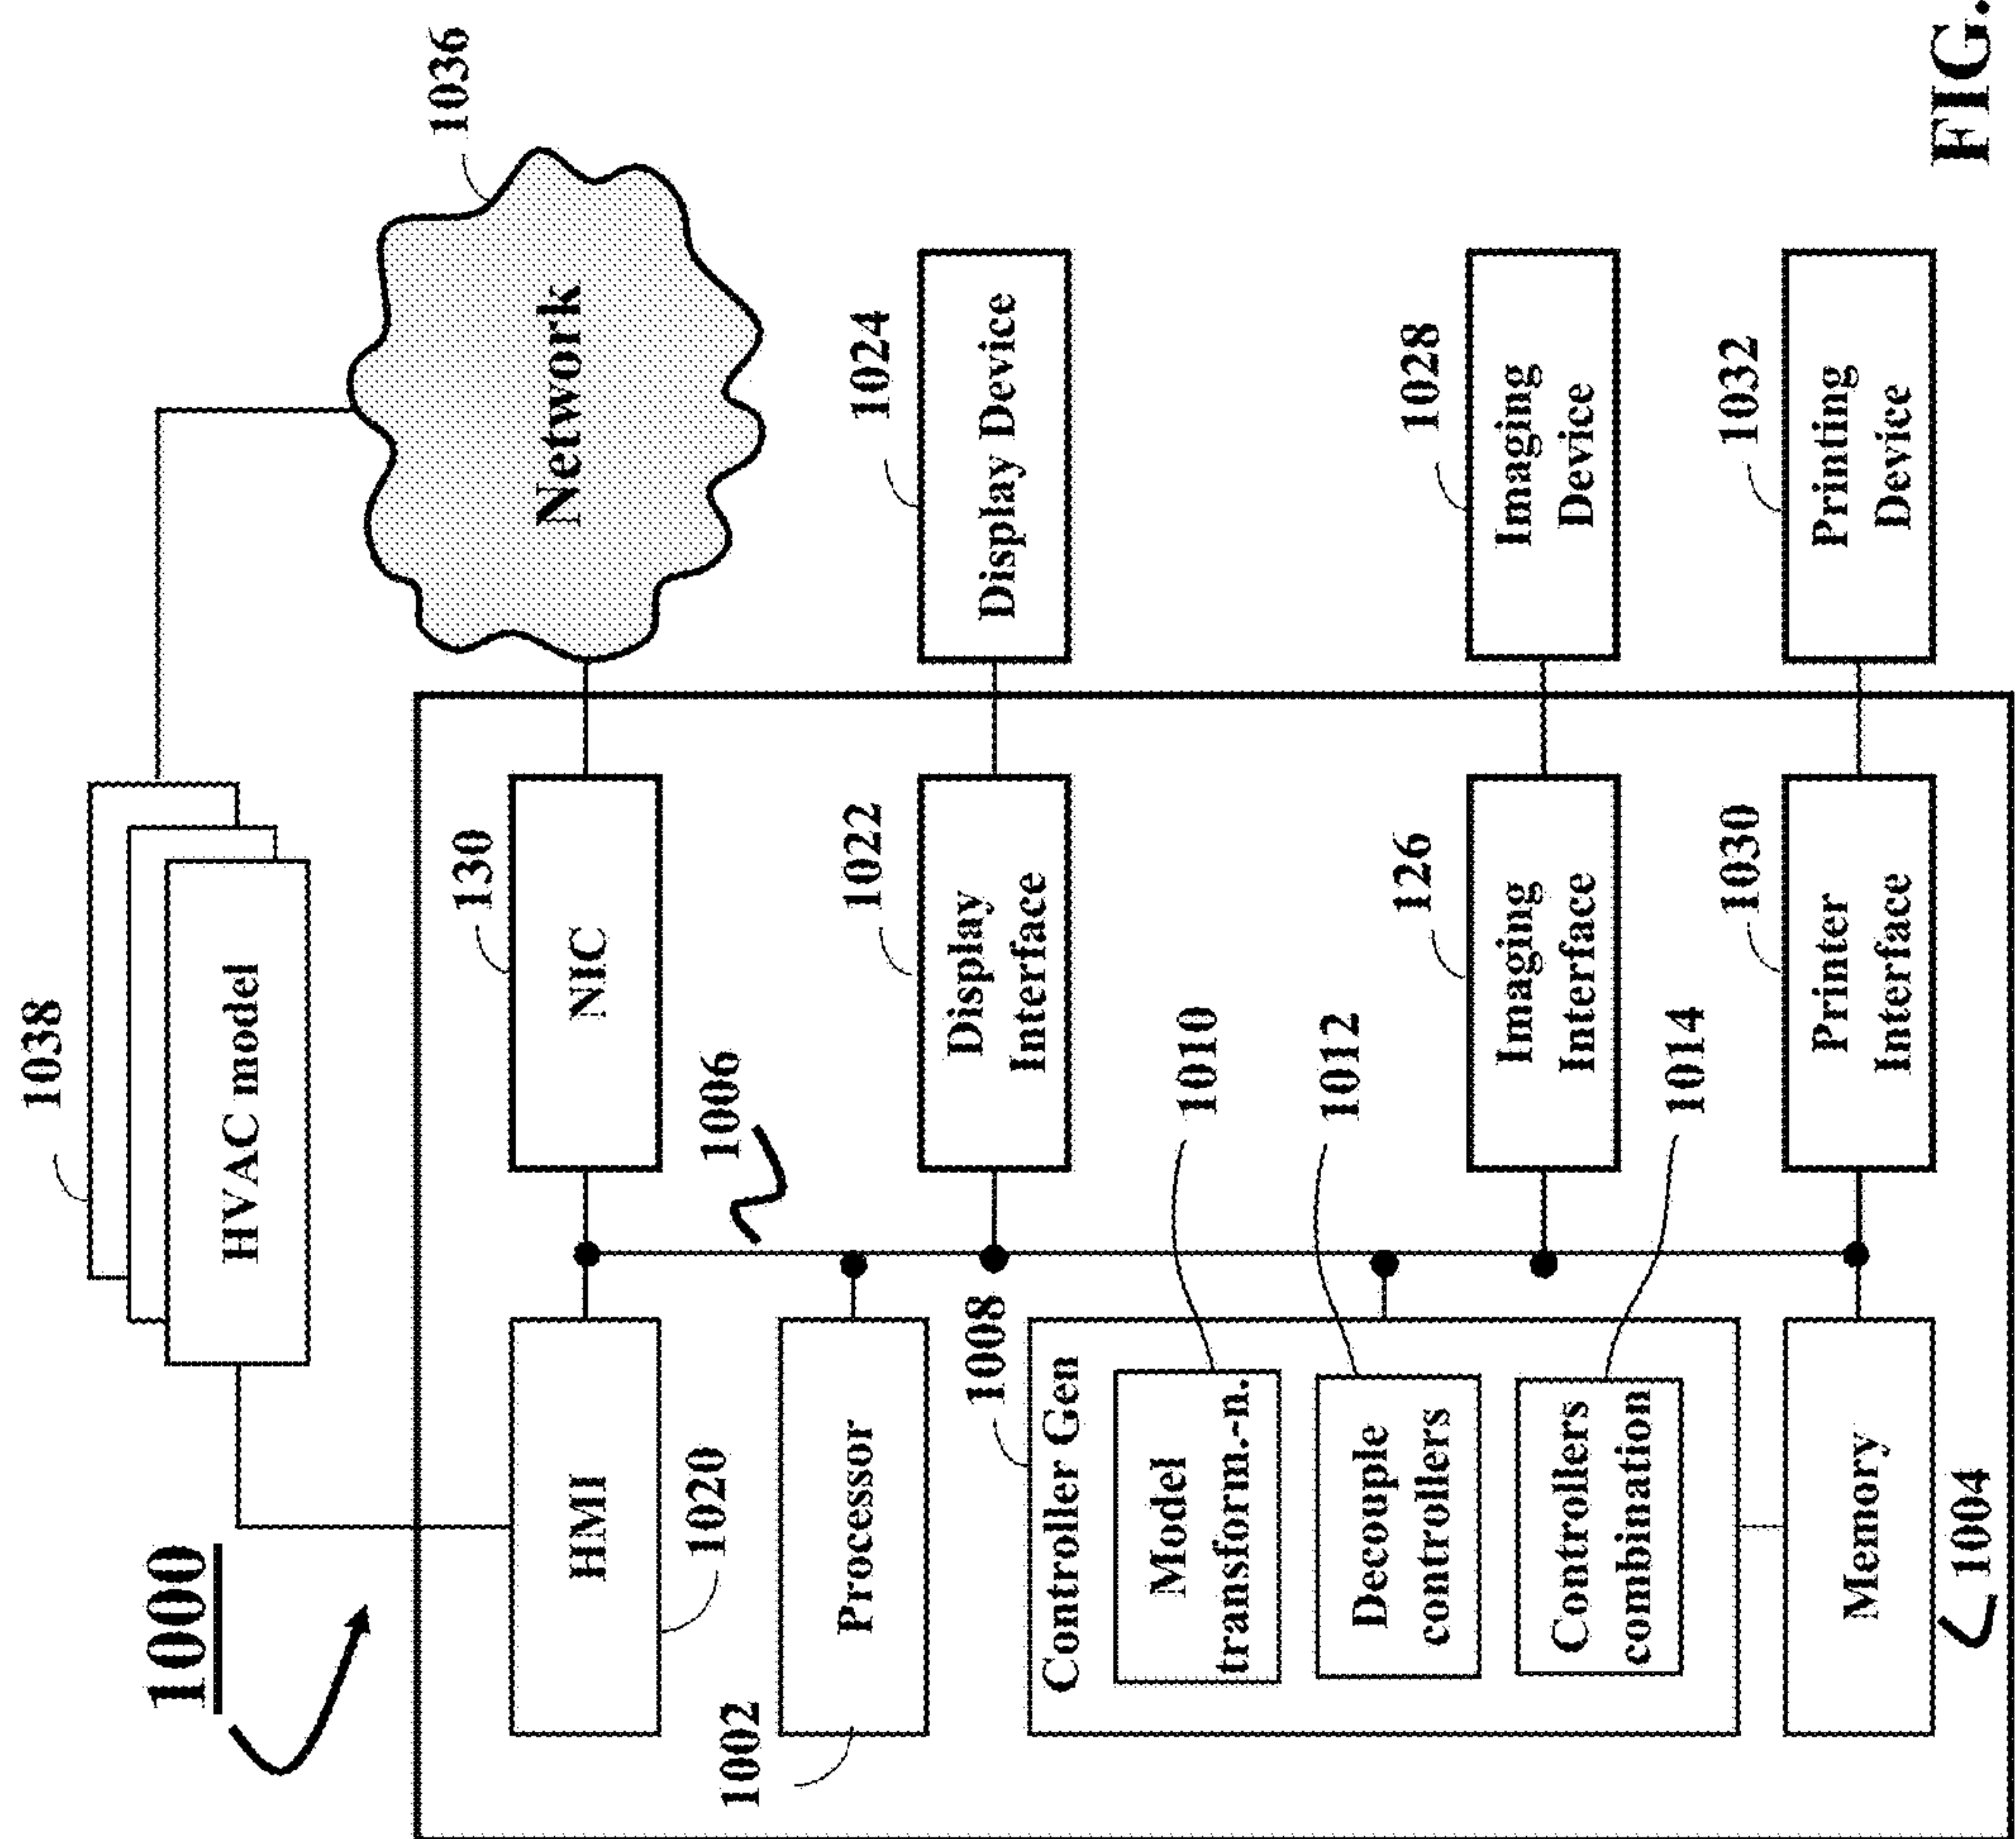 1000
1038
HVAC model
1036
Network
HMI
1020
130
NIC
1006
1002
Processor
1022
Display
Interface
1024
Display Device
1008
Controller Gen
Model
transform.-n.
1010
Decouple
controllers
1012
Controllers
combination
1014
126
Imaging
Interface
1028
Imaging
Device
Memory
1004
1030
Printer
Interface
1032
Printing
Device
FIG.